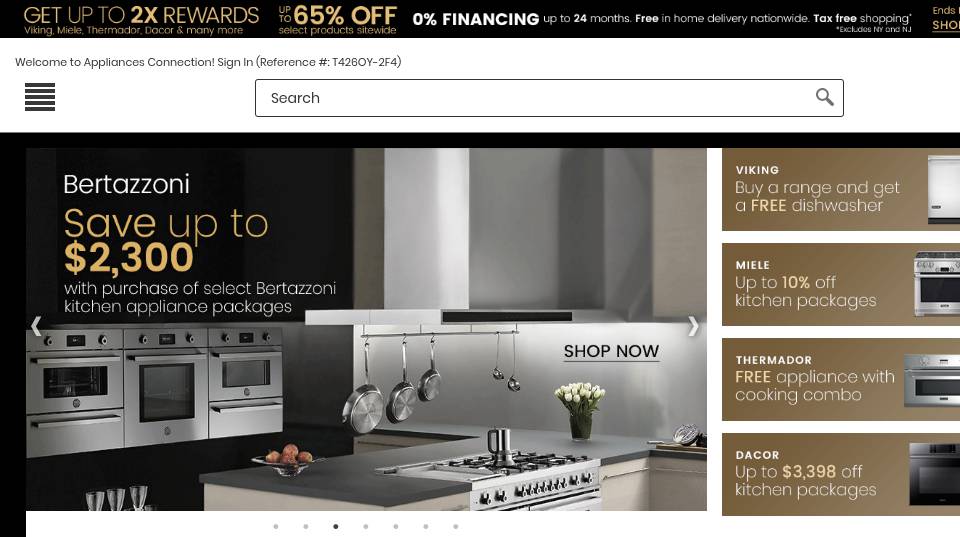 GET UP TO 2X REWARDS
Viking, Miele, Thermador, Dacor & many more
UP TO 65% OFF
select products sitewide
0% FINANCING up to 24 months. Free in home delivery nationwide. Tax free shopping*
*Excludes NY and NJ
Ends
SHO
Welcome to Appliances Connection! Sign In (Reference #: T426OY-2F4)
Search
Bertazzoni
Save up to
$2,300
with purchase of select Bertazzoni
kitchen appliance packages
SHOP NOW
VIKING
Buy a range and get
a FREE dishwasher
MIELE
Up to 10% off
kitchen packages
THERMADOR
FREE appliance with
cooking combo
DACOR
Up to $3,398 off
kitchen packages